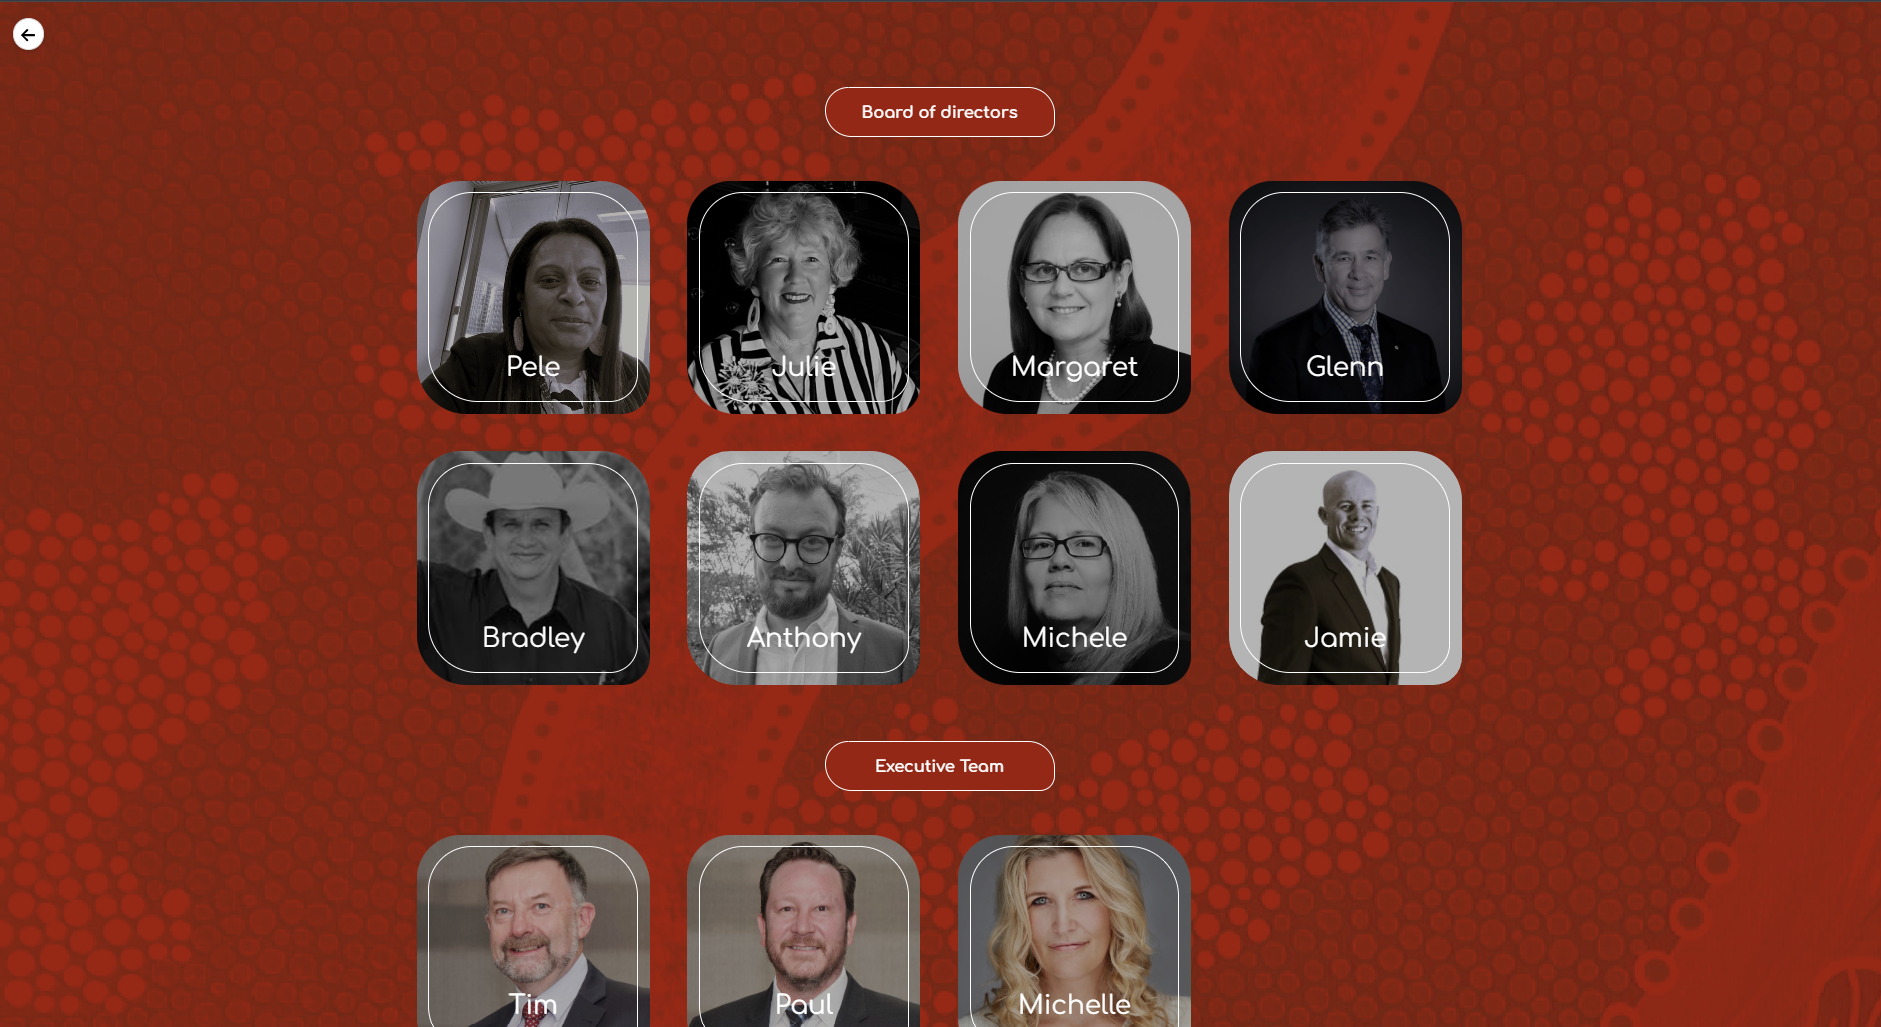 Board of directors
Pele
Julie
Margaret
Glenn
Bradley
Anthony
Michele
Jamie
Executive Team
Tim
Paul
Michelle